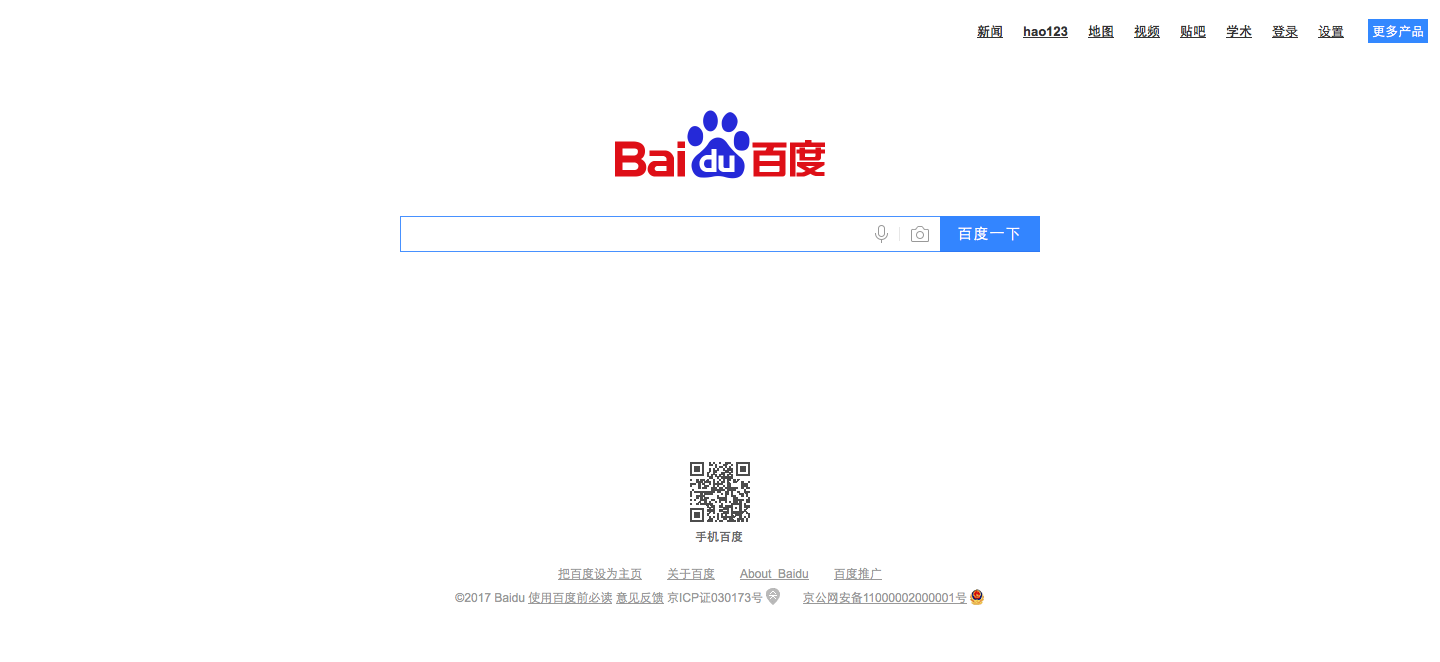 新闻 hao123 地图 视频 贴吧 学术 登录 设置 更多产品
Bai du 百度
百度一下
手机百度
把百度设为主页 关于百度 About Baidu 百度推广
©2017 Baidu 使用百度前必读 意见反馈 京ICP证030173号 京公网安备11000002000001号